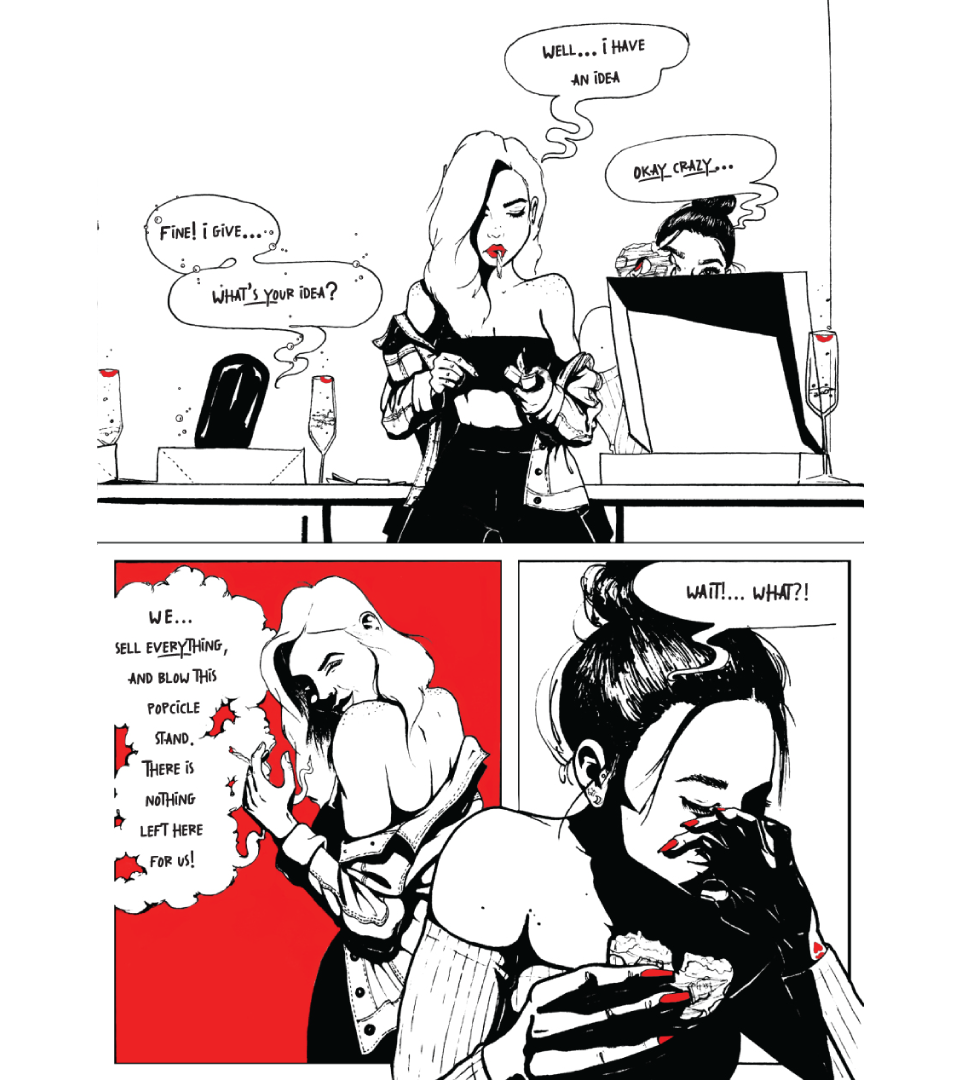 WELL... i HAVE
AN iDEA
OKAY CRAZY...
FiNE! i GiVE...
WHAT'S YOUR iDEA?
WE...
SELL EVERYTHiNG,
AND BLOW THiS
POPCiCLE
STAND.
THERE iS
NOTHiNG
LEFT HERE
FOR US!
WAiT!... WHAT?!